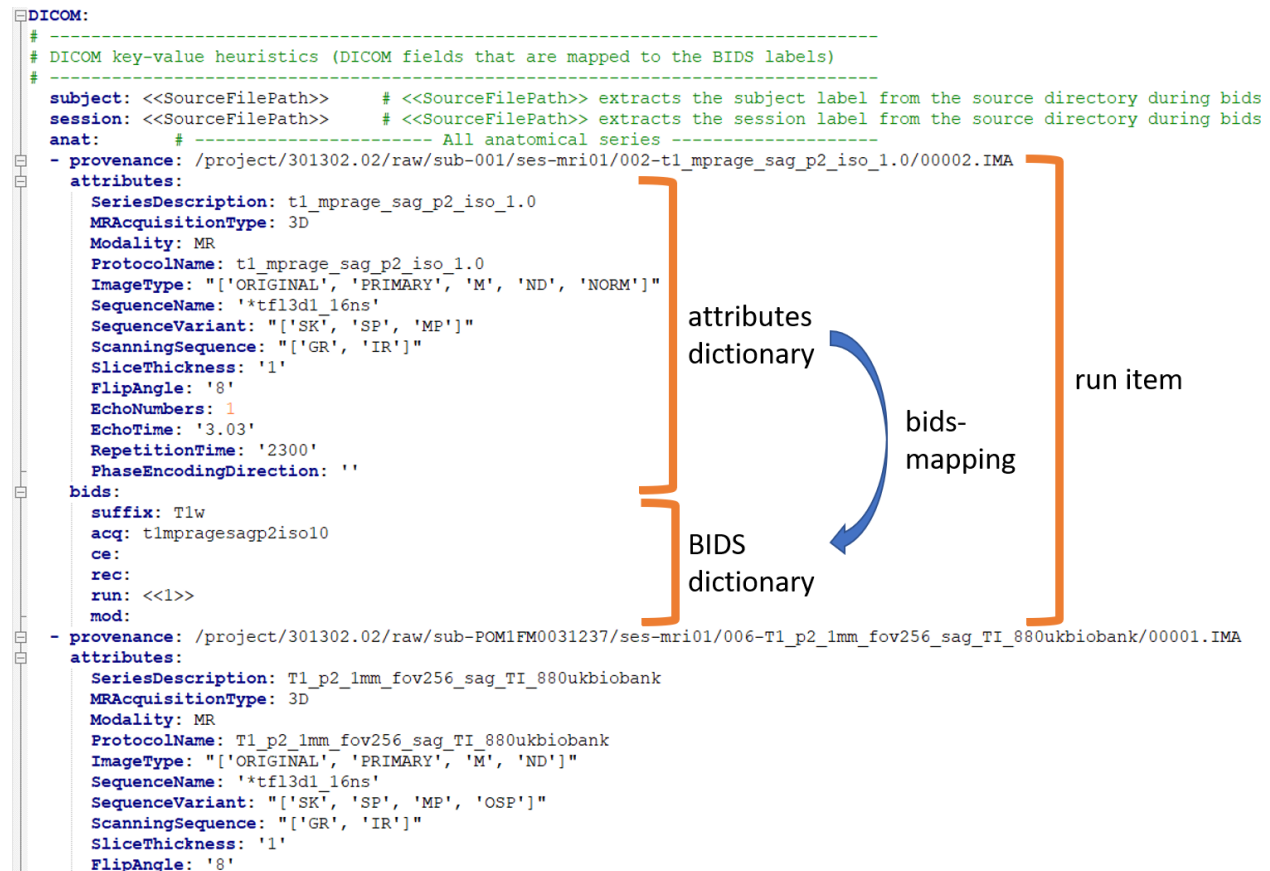 DICOM:
# --------------------------------------------------------------------------------
# DICOM key-value heuristics (DICOM fields that are mapped to the BIDS labels)
# --------------------------------------------------------------------------------
subject: <<SourceFilePath>> # <<SourceFilePath>> extracts the subject label from the source directory during bids
session: <<SourceFilePath>> # <<SourceFilePath>> extracts the session label from the source directory during bids
anat: # ----------------------- All anatomical series --------------------
- provenance: /project/301302.02/raw/sub-001/ses-mri01/002-t1_mprage_sag_p2_iso_1.0/00002.IMA
attributes:
SeriesDescription: t1_mprage_sag_p2_iso_1.0
MRAcquisitionType: 3D
Modality: MR
ProtocolName: t1_mprage_sag_p2_iso_1.0
ImageType: "['ORIGINAL', 'PRIMARY', 'M', 'ND', 'NORM']"
SequenceName: '*tfl3d1_16ns'
SequenceVariant: "['SK', 'SP', 'MP']"
ScanningSequence: "['GR', 'IR']"
SliceThickness: '1'
FlipAngle: '8'
EchoNumbers: 1
EchoTime: '3.03'
RepetitionTime: '2300'
PhaseEncodingDirection: ''
bids:
suffix: T1w
acq: t1mpragesagp2iso10
ce:
rec:
run: <<1>>
mod:
attributes
dictionary
bids-
mapping
BIDS
dictionary
run item
- provenance: /project/301302.02/raw/sub-POM1FM0031237/ses-mri01/006-T1_p2_1mm_fov256_sag_TI_880ukbiobank/00001.IMA
attributes:
SeriesDescription: T1_p2_1mm_fov256_sag_TI_880ukbiobank
MRAcquisitionType: 3D
Modality: MR
ProtocolName: T1_p2_1mm_fov256_sag_TI_880ukbiobank
ImageType: "['ORIGINAL', 'PRIMARY', 'M', 'ND']"
SequenceName: '*tfl3d1_16ns'
SequenceVariant: "['SK', 'SP', 'MP', 'OSP']"
ScanningSequence: "['GR', 'IR']"
SliceThickness: '1'
FlipAngle: '8'